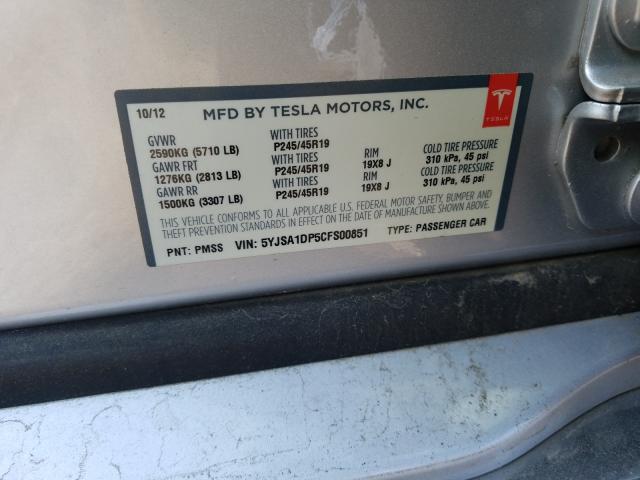 10/12 MFD BY TESLA MOTORS, INC.
TESLA
GVWR WITH TIRES
2590KG (5710 LB) P245/45R19 RIM COLD TIRE PRESSURE
GAWR FRT WITH TIRES 19X8 J 310 kPa, 45 psi
1276KG (2813 LB) P245/45R19 RIM COLD TIRE PRESSURE
GAWR RR WITH TIRES 19X8 J 310 kPa, 45 psi
1500KG (3307 LB) P245/45R19
THIS VEHICLE CONFORMS TO ALL APPLICABLE U.S. FEDERAL MOTOR SAFETY, BUMPER AND
THEFT PREVENTION STANDARDS IN EFFECT ON THE DATE OF MANUFACTURE SHOWN ABOVE.
PNT: PMSS VIN: 5YJSA1DP5CFS00851 TYPE: PASSENGER CAR